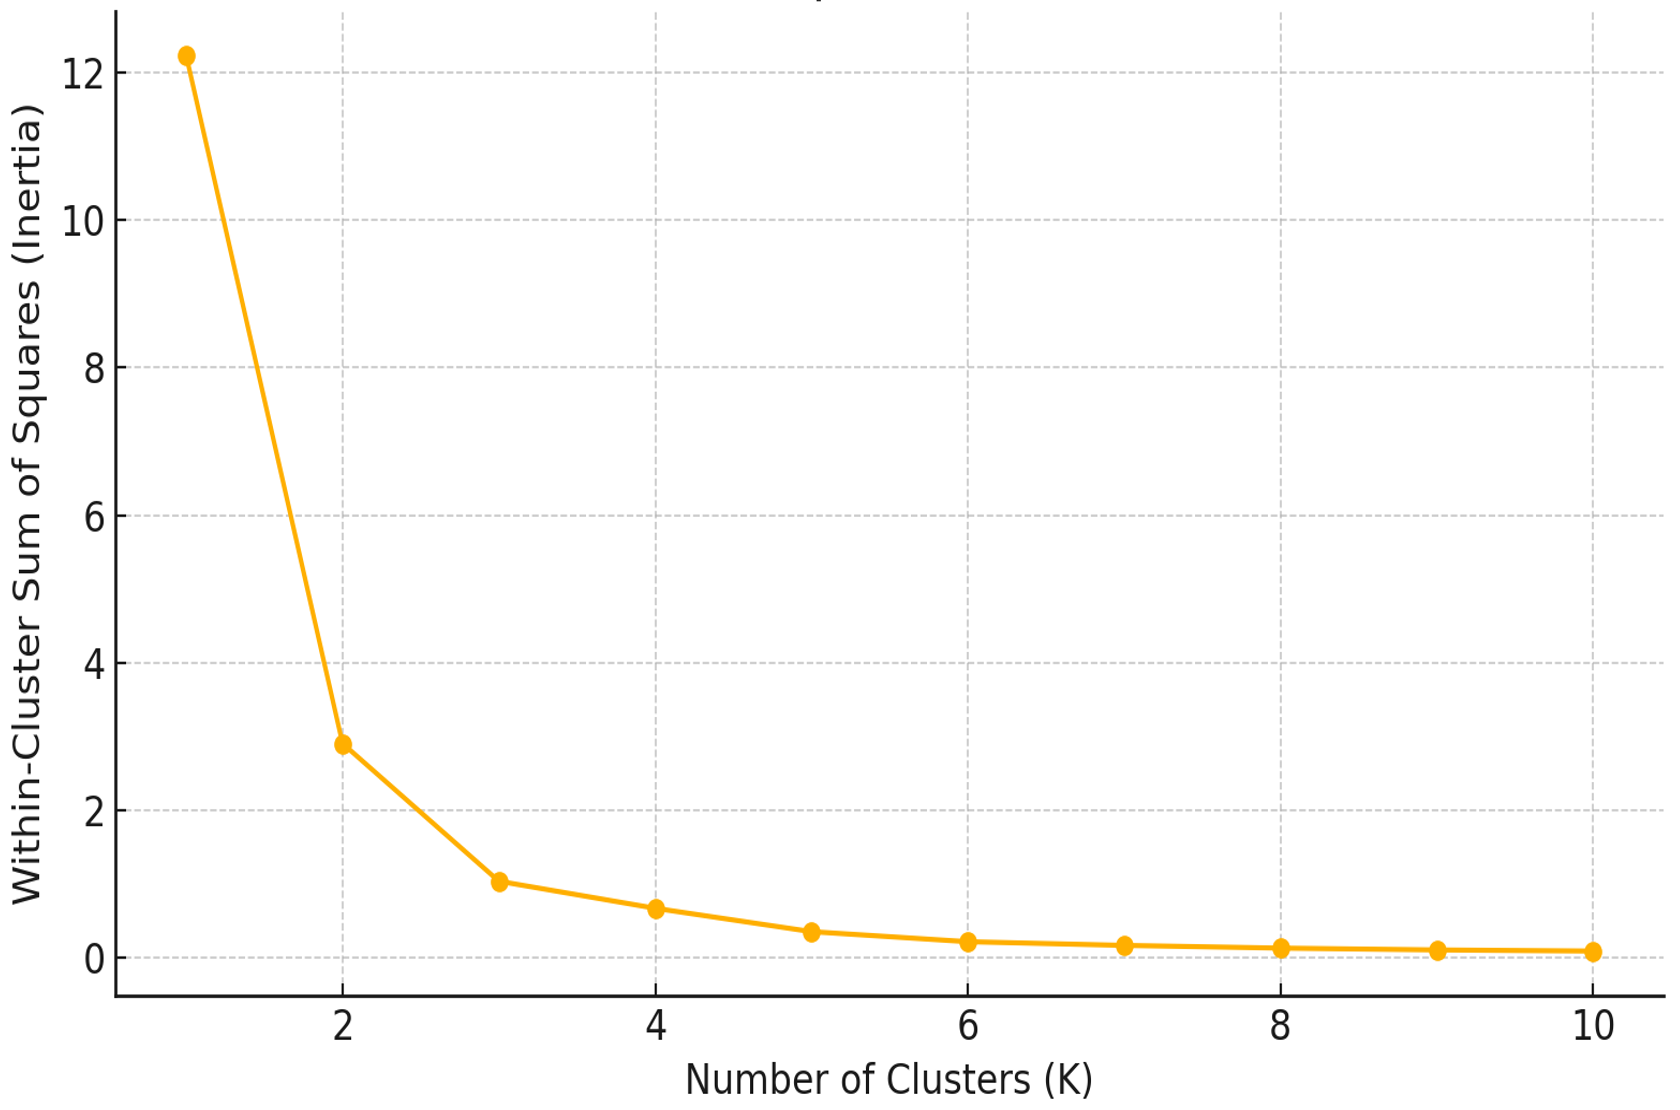 Within-Cluster Sum of Squares (Inertia)
12
10
8
6
4
2
0
2 4 6 8 10
Number of Clusters (K)